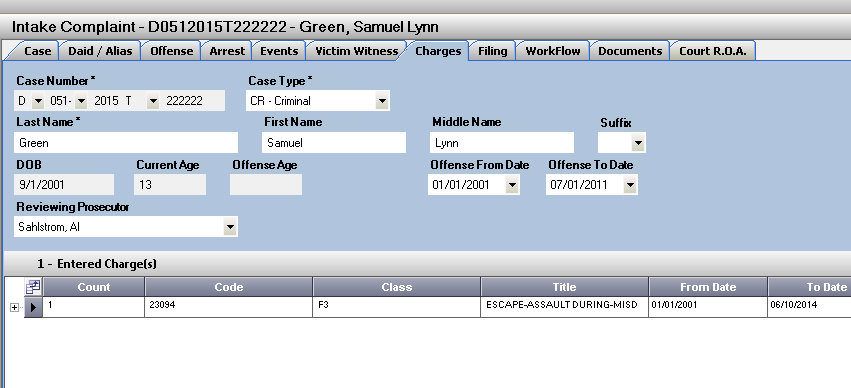 Intake Complaint - D0512015T222222 - Green, Samuel Lynn
Case Daid / Alias Offense Arrest Events Victim Witness Charges Filing WorkFlow Documents Court R.O.A.
Case Number * Case Type *
D 051- 2015 T 222222 CR - Criminal
Last Name * First Name Middle Name Suffix
Green Samuel Lynn
DOB Current Age Offense Age Offense From Date Offense To Date
9/1/2001 13 01/01/2001 07/01/2011
Reviewing Prosecutor
Sahlstrom, Al
1 - Entered Charge(s)
Count Code Class Title From Date To Date
1 23094 F3 ESCAPE-ASSAULT DURING-MISD 01/01/2001 06/10/2014